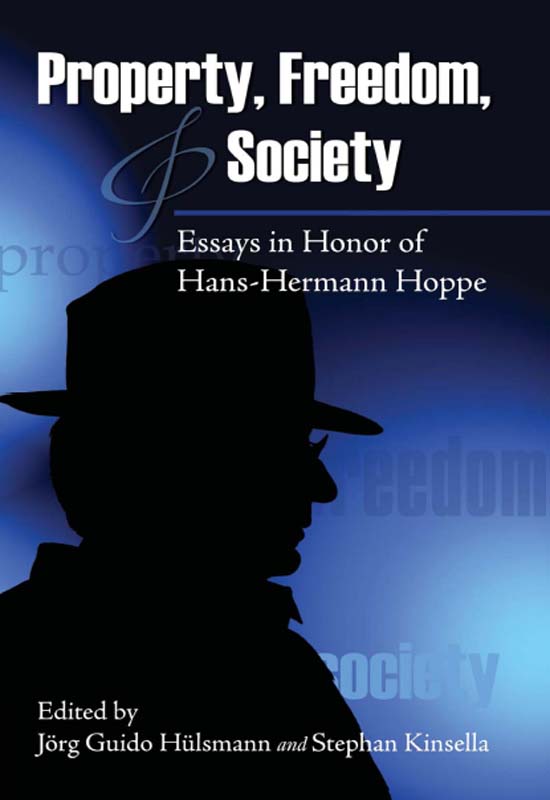 Property, Freedom,
& Society
Essays in Honor of
Hans-Hermann Hoppe
property
freedom
society
Edited by
Jörg Guido Hülsmann and Stephan Kinsella